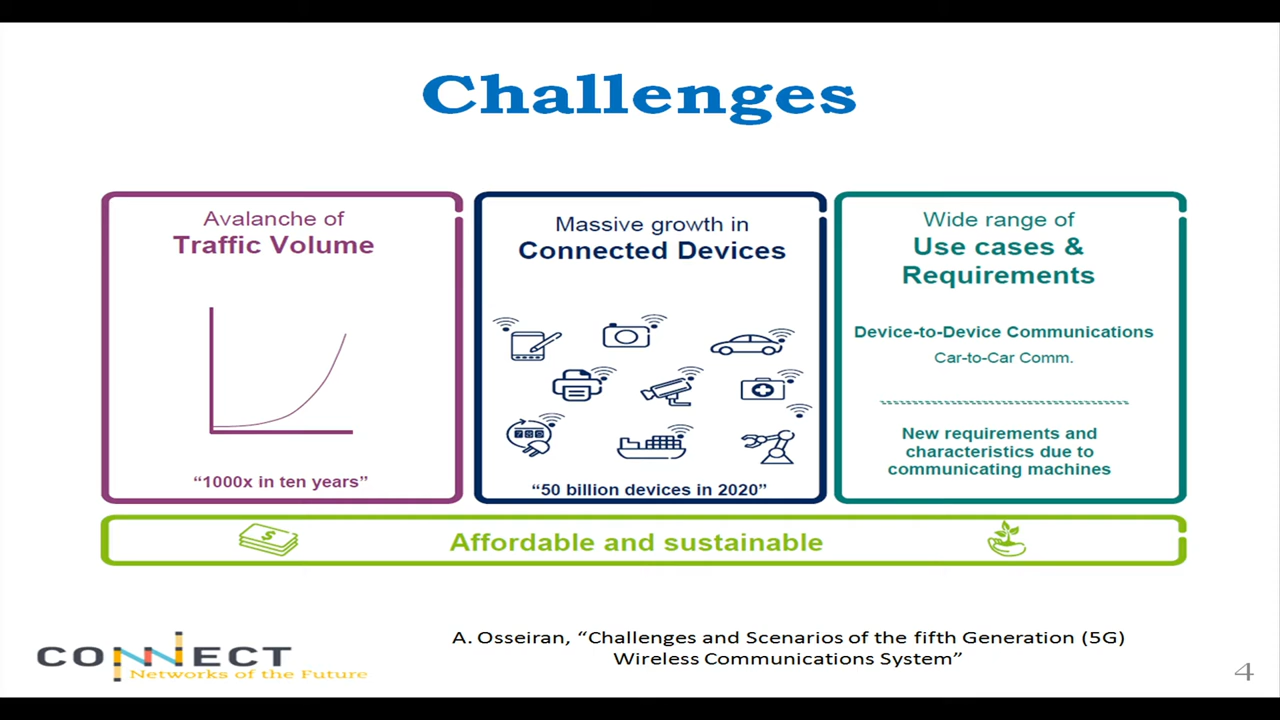 Challenges
Avalanche of
Traffic Volume
“1000x in ten years”
Massive growth in
Connected Devices
“50 billion devices in 2020”
Wide range of
Use cases &
Requirements
Device-to-Device Communications
Car-to-Car Comm.
New requirements and
characteristics due to
communicating machines
$
Affordable and sustainable
A. Osseiran, “Challenges and Scenarios of the fifth Generation (5G)
Wireless Communications System”
CONNECT
Networks of the Future
4